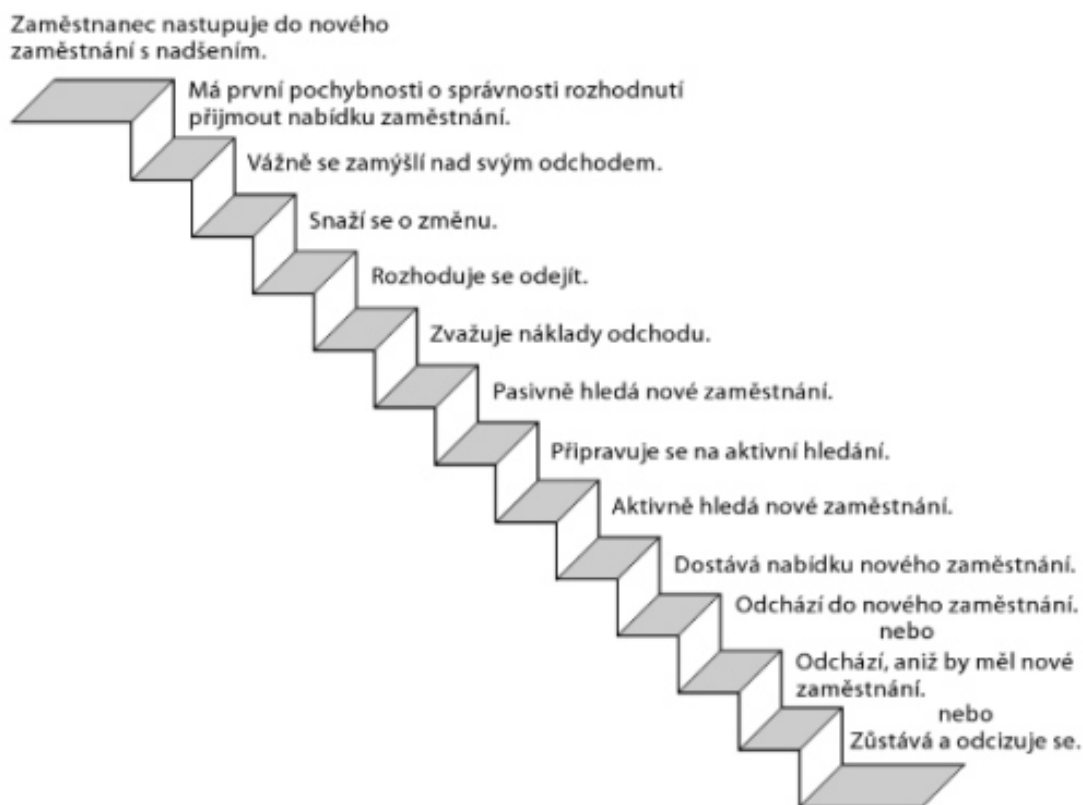 Zaměstnanec nastupuje do nového
zaměstnání s nadšením.
Má první pochybnosti o správnosti rozhodnutí
přijmout nabídku zaměstnání.
Vážně se zamýšlí nad svým odchodem.
Snaží se o změnu.
Rozhoduje se odejít.
Zvažuje náklady odchodu.
Pasivně hledá nové zaměstnání.
Připravuje se na aktivní hledání.
Aktivně hledá nové zaměstnání.
Dostává nabídku nového zaměstnání.
Odchází do nového zaměstnání.
nebo
Odchází, aniž by měl nové
zaměstnání.
nebo
Zůstává a odcizuje se.